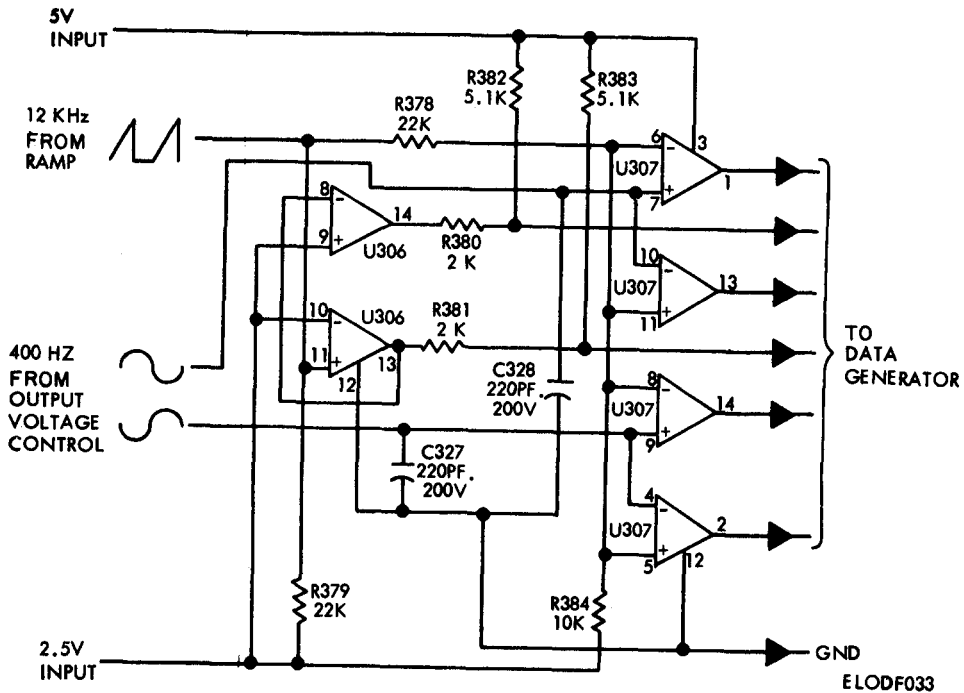 5V
INPUT
R382
5.1K
R383
5.1K
R378
22K
12 KHz
FROM
RAMP
6
-
3
U307
+
7
1
8
-
9
+
14
U306
R380
2 K
10
-
U307
+
11
13
U306
10
-
11
+
12
13
R381
2 K
TO
DATA
GENERATOR
400 HZ
FROM
OUTPUT
VOLTAGE
CONTROL
C328
220PF.
200V
8
-
U307
+
9
14
C327
220PF.
200V
4
-
U307
+
5
2
12
R379
22K
R384
10K
2.5V
INPUT
GND
ELODF033